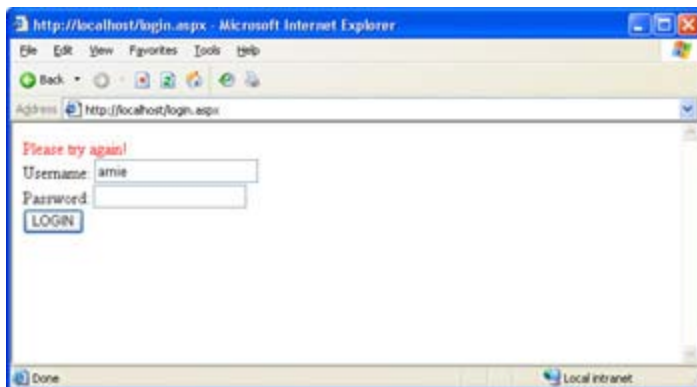 http://localhost/login.aspx - Microsoft Internet Explorer
File Edit View Favorites Tools Help
Back
Address http://localhost/login.aspx
Please try again!
Username: arnie
Password:
LOGIN
Done Local intranet